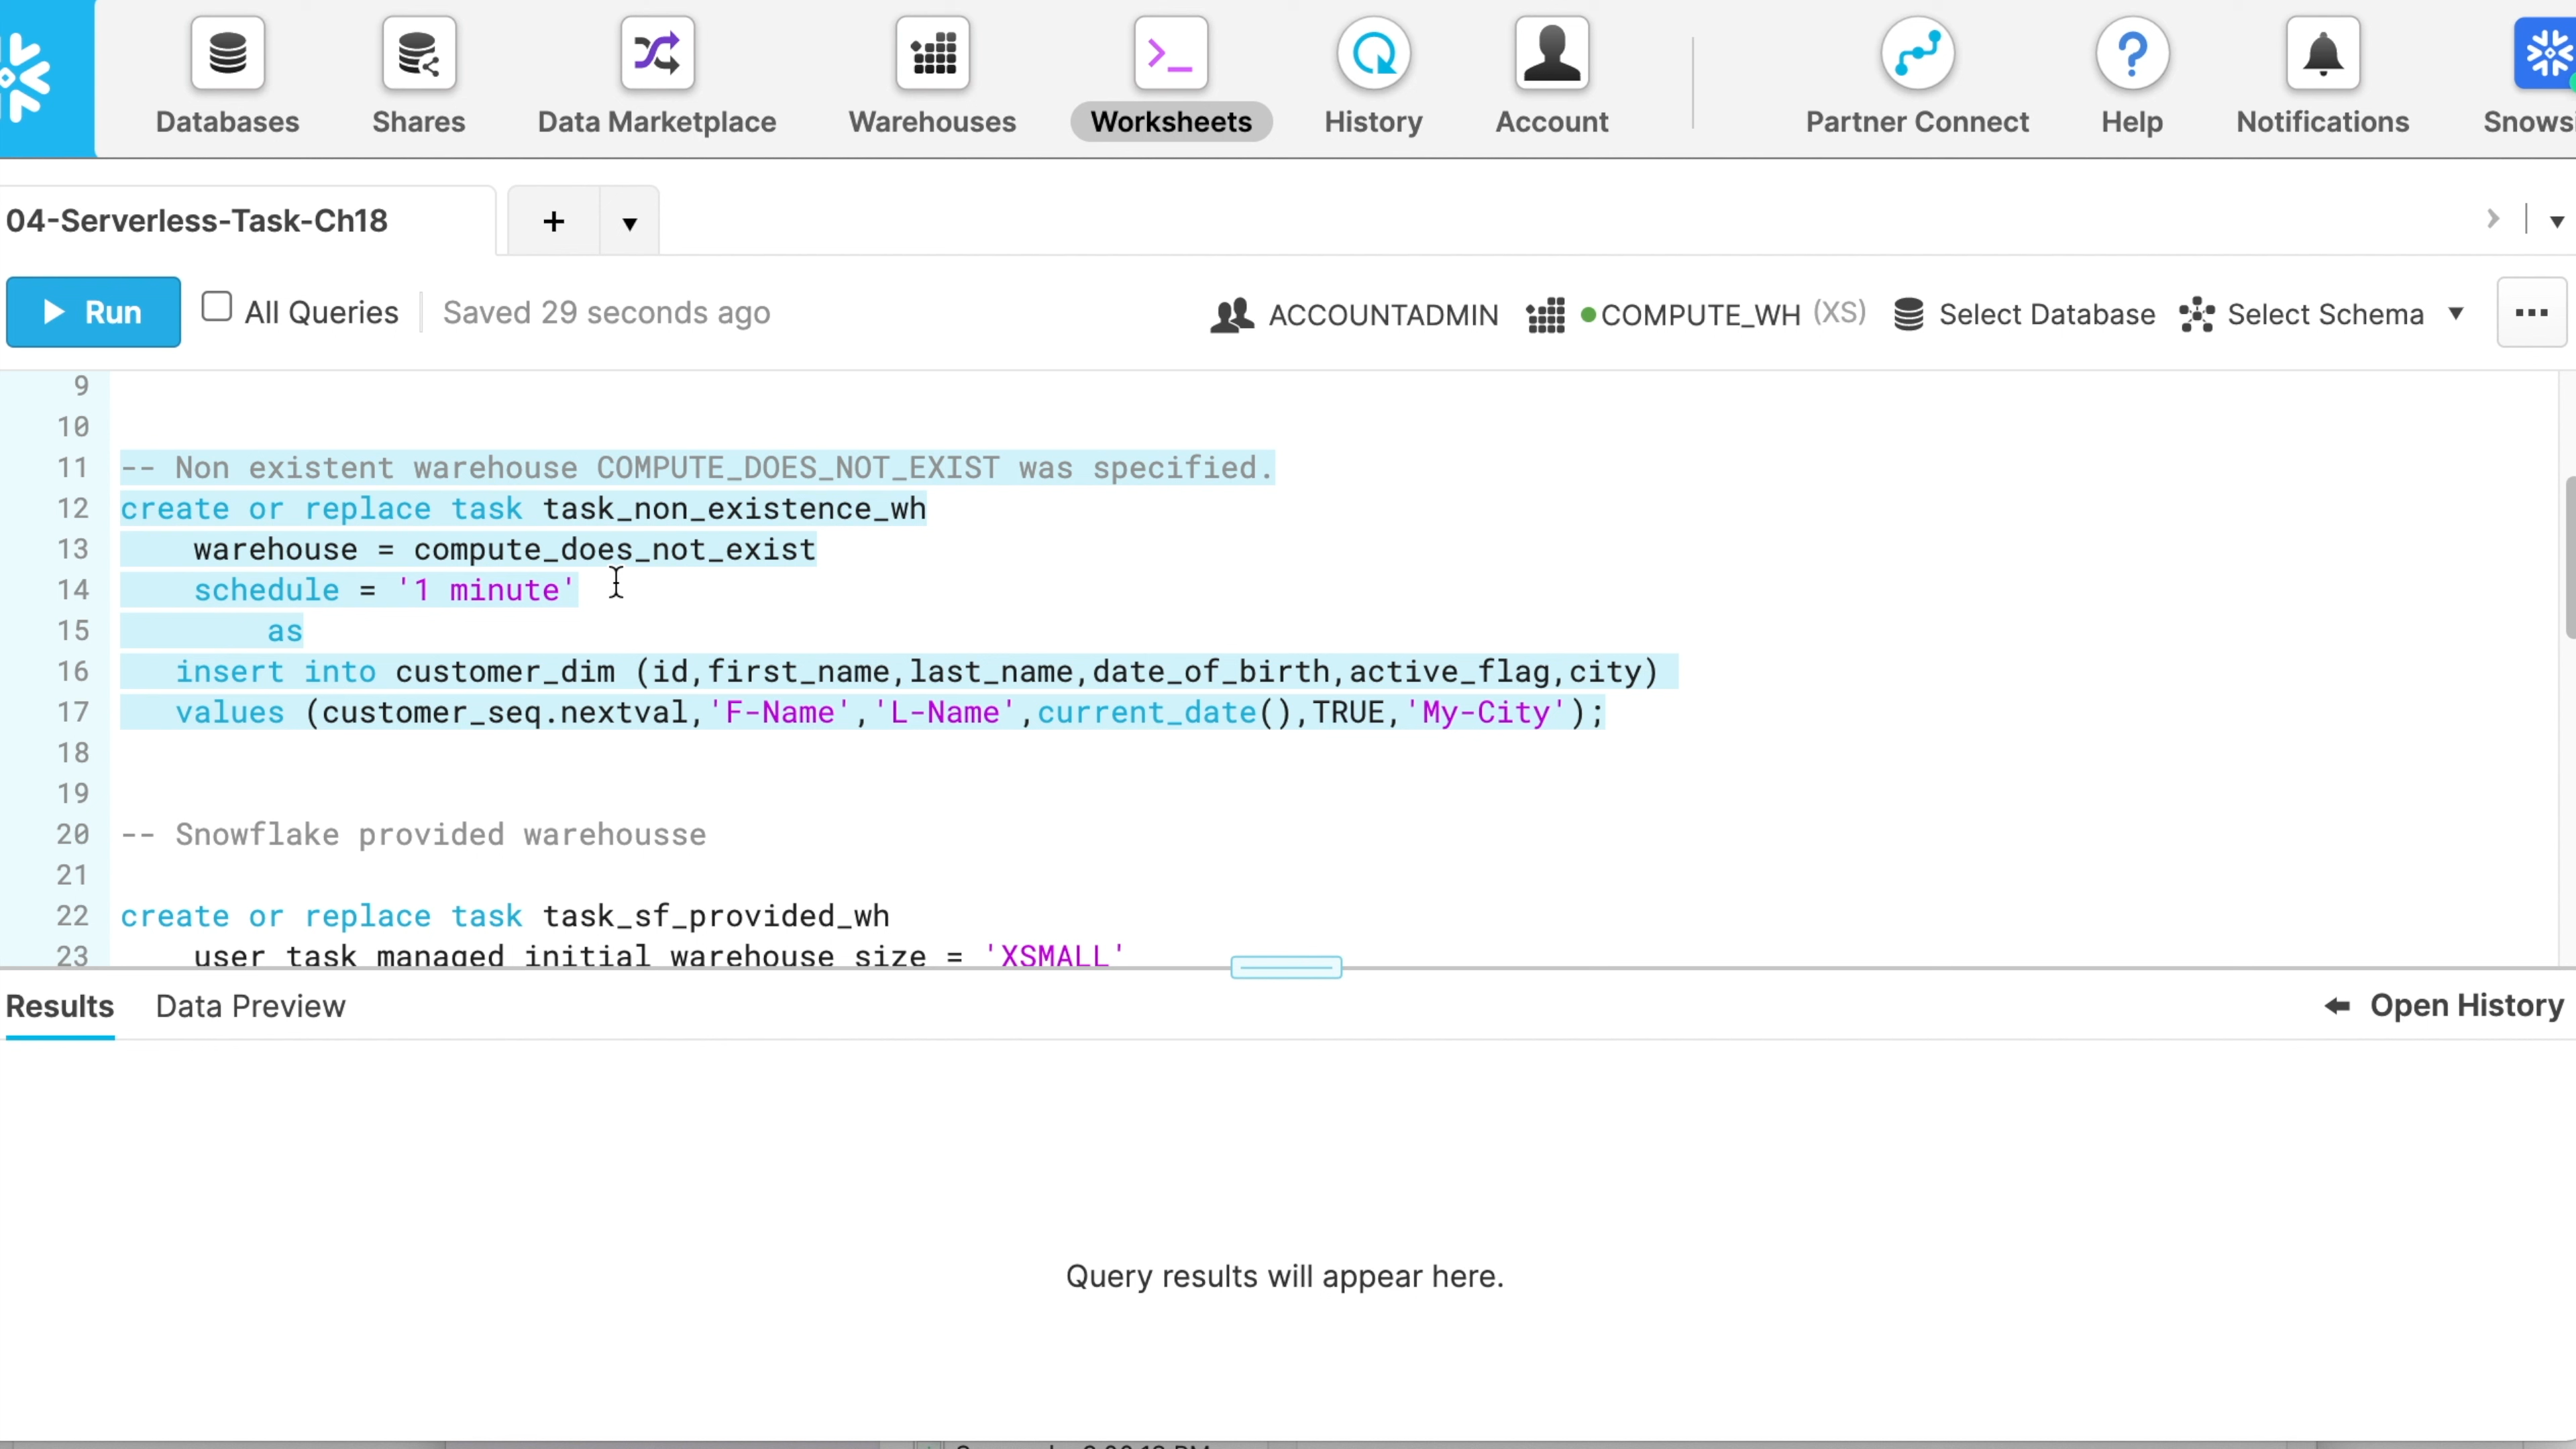 Databases
Shares
Data Marketplace
Warehouses
Worksheets
History
Account
Partner Connect
Help
Notifications
04-Serverless-Task-Ch18
+
Run
All Queries
Saved 29 seconds ago
ACCOUNTADMIN
COMPUTE_WH (XS)
Select Database
Select Schema
9
10
11 -- Non existent warehouse COMPUTE_DOES_NOT_EXIST was specified.
12 create or replace task task_non_existence_wh
13 warehouse = compute_does_not_exist
14 schedule = '1 minute'
15 as
16 insert into customer_dim (id,first_name,last_name,date_of_birth,active_flag,city)
17 values (customer_seq.nextval,'F-Name','L-Name',current_date(),TRUE,'My-City');
18
19
20 -- Snowflake provided warehousse
21
22 create or replace task task_sf_provided_wh
23 user_task_managed_initial_warehouse_size = 'XSMALL'
Results
Data Preview
Open History
Query results will appear here.